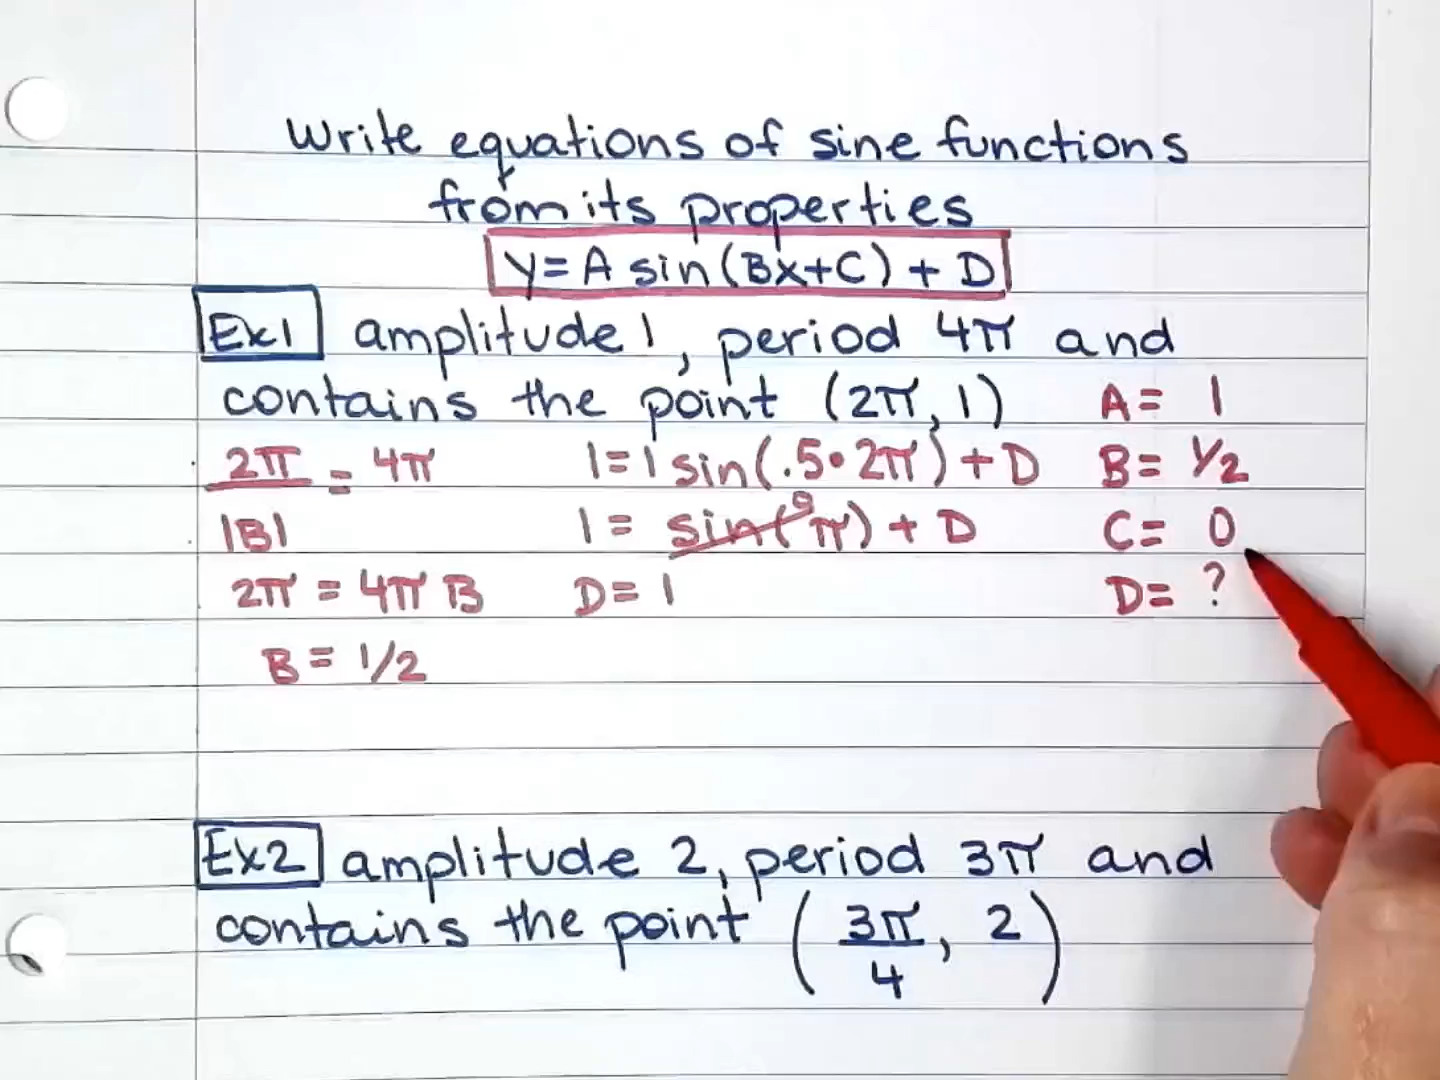 Write equations of sine functions
from its properties
y = A sin(Bx+C) + D
Ex1 amplitude 1, period 4π and
contains the point (2π, 1)
A = 1
2π/|B| = 4π
1 = 1 sin(.5•2π) + D
B = 1/2
1 = sin(π) + D
0
C = 0
2π = 4π B
D = 1
D = ?
B = 1/2
Ex2 amplitude 2, period 3π and
contains the point (3π/4, 2)